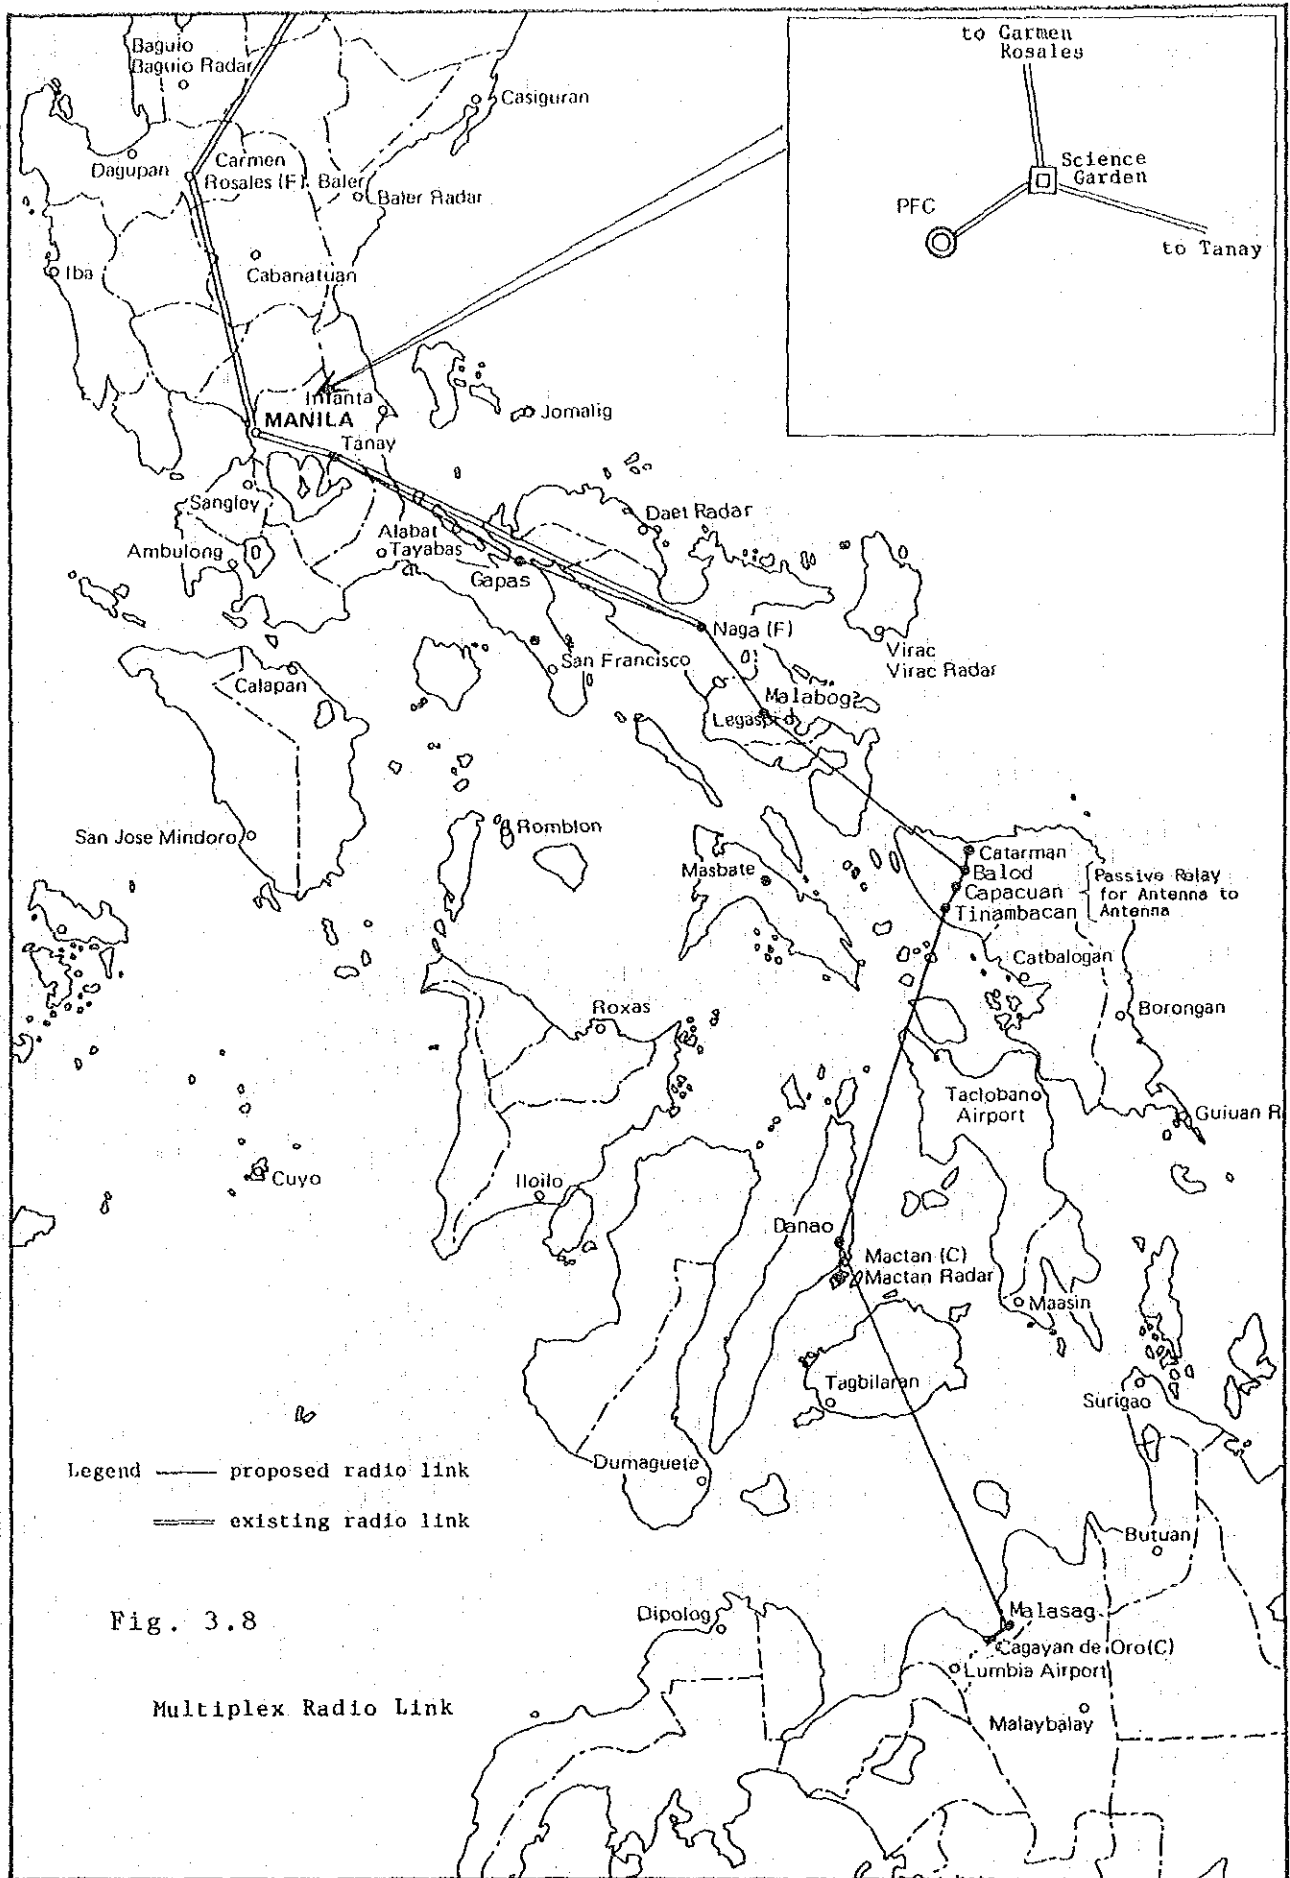 to Carmen
Rosales
Science
Garden
PFC
to Tanay
Baguio
Baguio Radar
Casiguran
Dagupan
Carmen
Rosales (F)
Baler
Baler Radar
Iba
Cabanatuan
Infanta
Jomalig
MANILA
Tanay
Sangley
Alabat
Tayabas
Daet Radar
Ambulong
Gapas
Naga (F)
Virac
Virac Radar
San Francisco
Calapan
Malabog
San Jose Mindoro
Romblon
Masbate
Catarman
Balod
Capacuan
Tinambacan
Passive Relay
for Antenna to
Antenna
Catbalogan
Roxas
Borongan
Taclobano
Airport
Guiuan R
Cuyo
Iloilo
Danao
Mactan (C)
Mactan Radar
Maasin
Tagbilaran
Surigao
Dumaguete
Legend
proposed radio link
existing radio link
Butuan
Fig. 3.8
Dipolog
Malasag
Cagayan de Oro(C)
Lumbia Airport
Multiplex Radio Link
Malaybalay